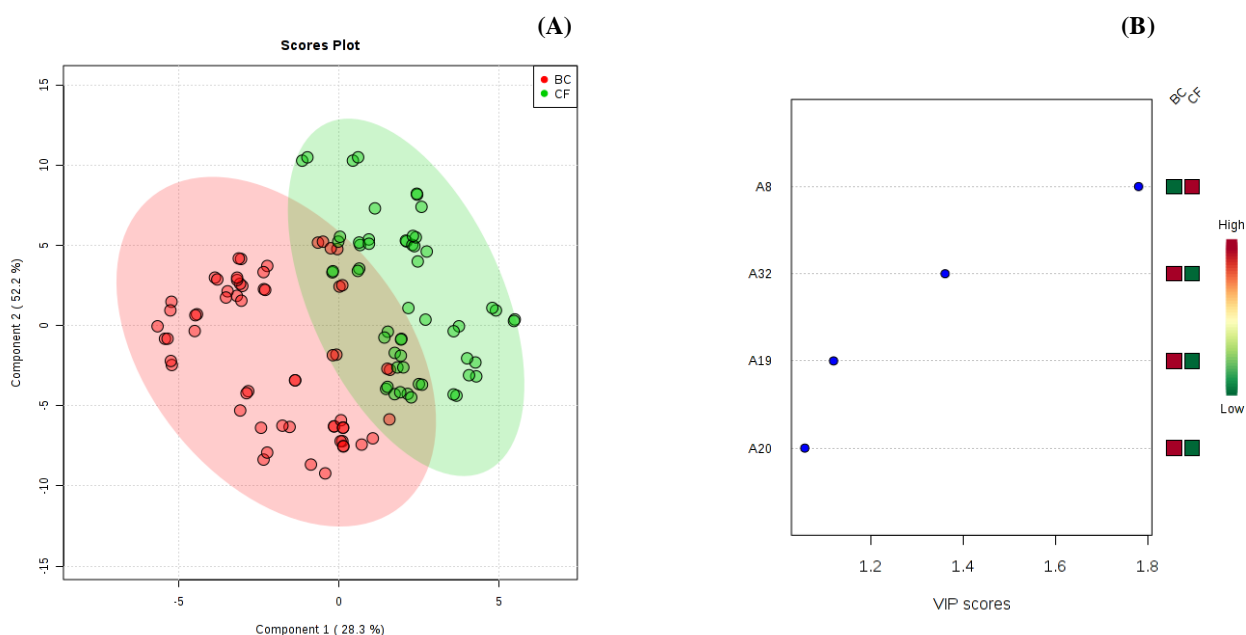 (A)
Scores Plot
BC
CF
15
10
5
0
-5
-10
-15
Component 2 ( 52.2 %)
-5
0
5
Component 1 ( 28.3 %)
(B)
BC
CF
A8
A32
A19
A20
High
Low
1.2
1.4
1.6
1.8
VIP scores